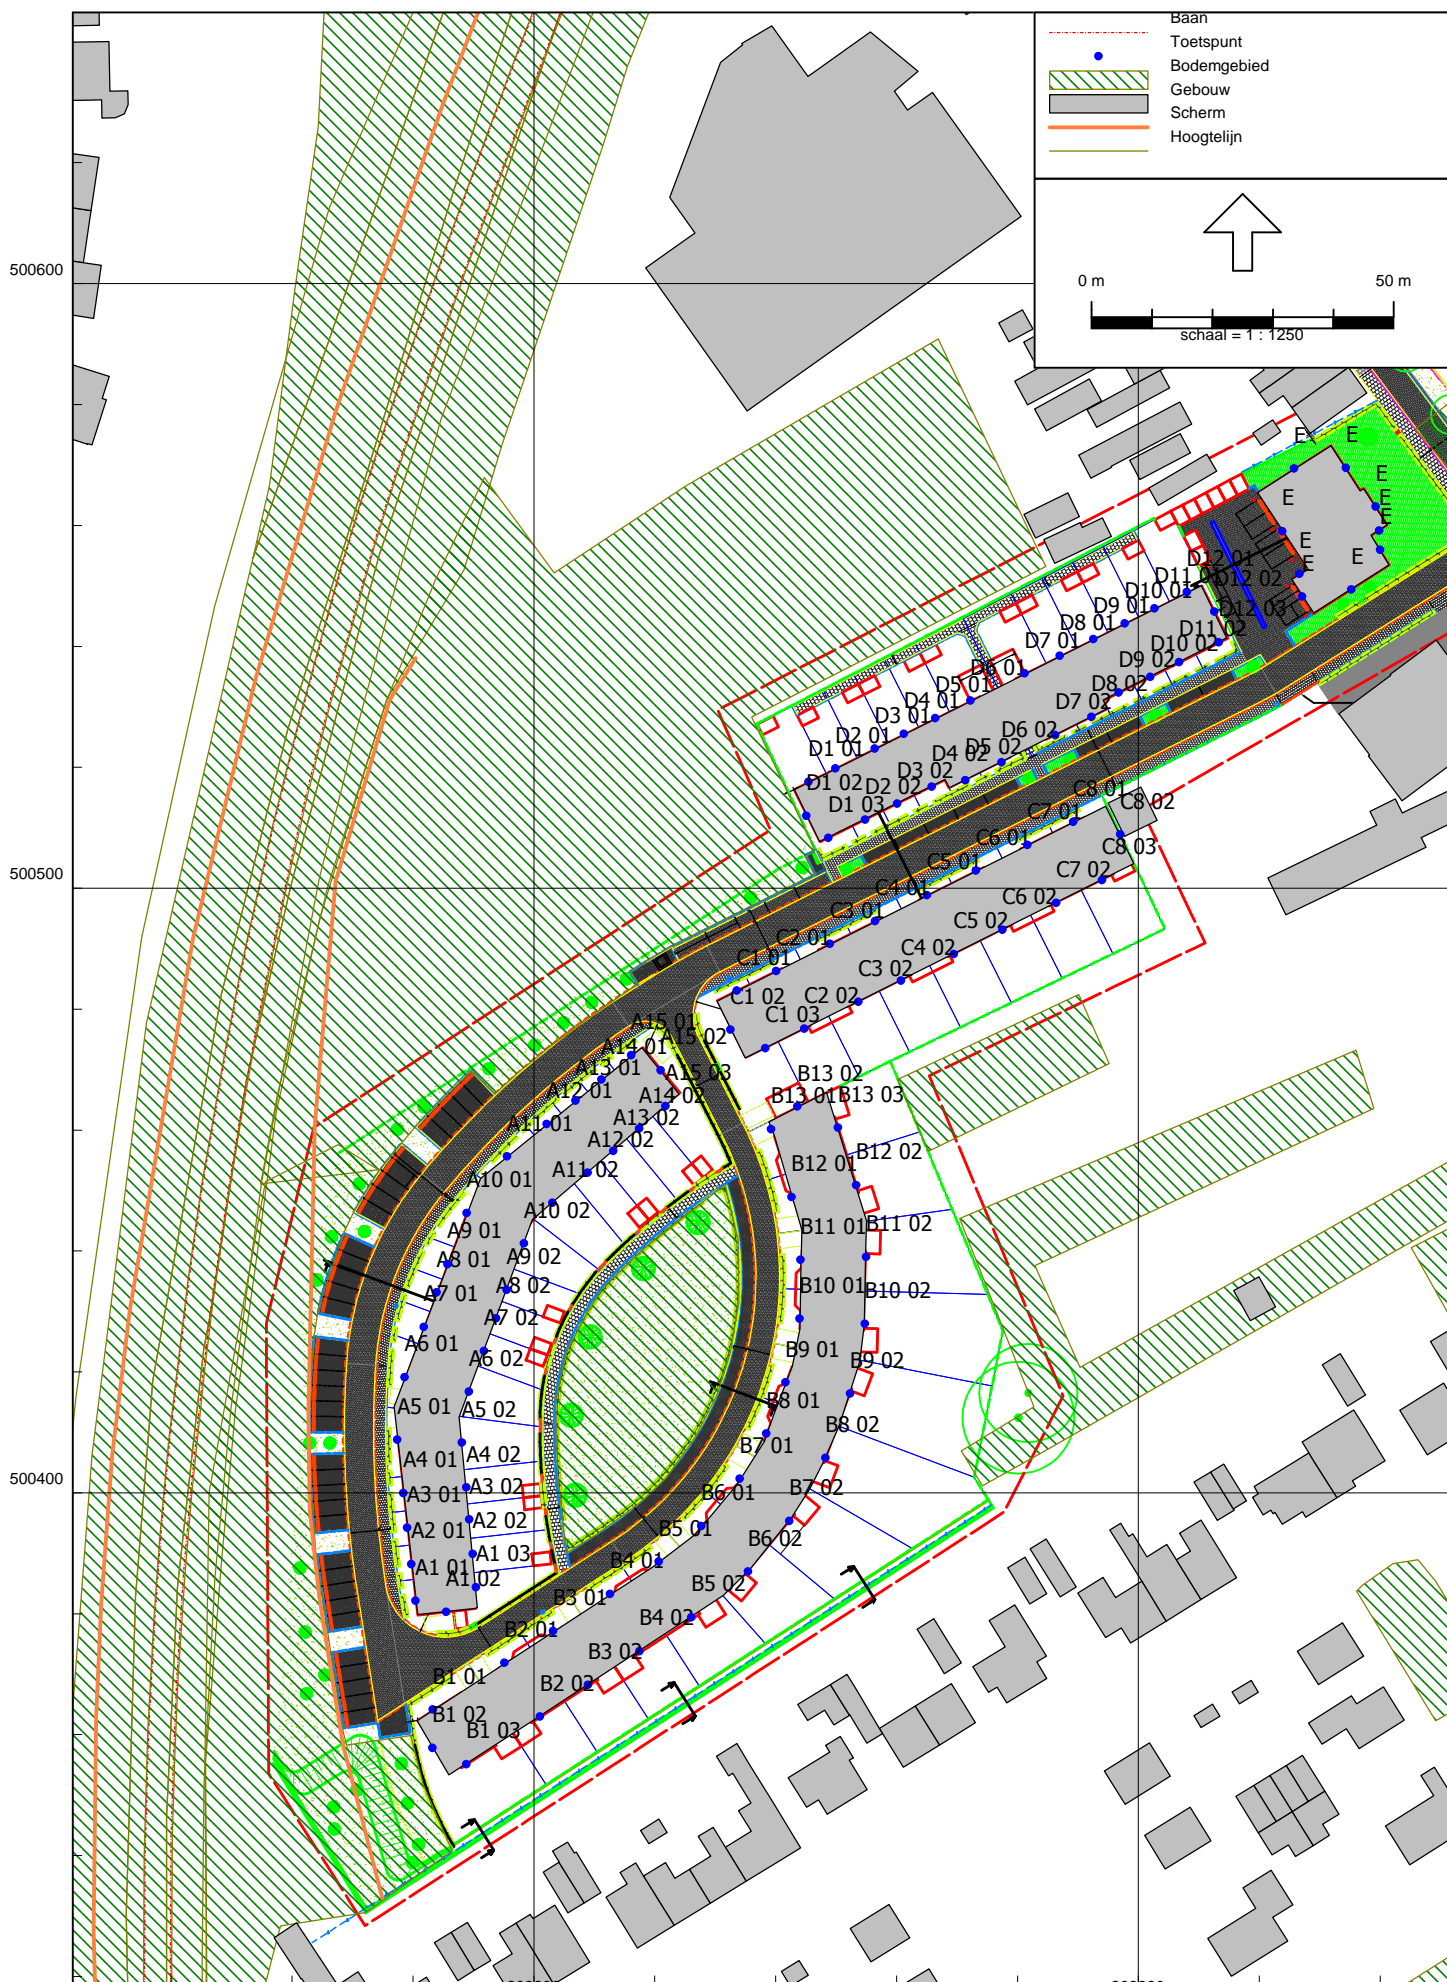 Baan
Toetspunt
Bodemgebied
Gebouw
Scherm
Hoogtelijn
0 m
50 m
schaal = 1 : 1250
500600
E
E
E
E
E
E
E
E
E
D12 01
D11 01
D12 02
D10 01
D12 03
D9 01
D11 02
D8 01
D10 02
D7 01
D9 02
D6 01
D8 02
D5 01
D7 02
D4 01
D6 02
D3 01
D5 02
D2 01
D4 02
D1 01
D3 02
D1 02
D2 02
D1 03
C8 01
C8 02
C7 01
C8 03
C6 01
C7 02
C5 01
500500
C4 01
C6 02
C3 01
C5 02
C2 01
C4 02
C1 01
C3 02
C1 02
C2 02
C1 03
A15 01
A15 02
A14 01
A15 03
A13 01
A14 02
A12 01
A13 02
A11 01
A12 02
A10 01
A11 02
A9 01
A10 02
A8 01
A9 02
A7 01
A8 02
A6 01
A7 02
A5 01
A6 02
A4 01
A5 02
A3 01
A4 02
A2 01
A3 02
A1 01
A2 02
A1 02
A1 03
B13 02
B13 01
B13 03
B12 01
B12 02
B11 01
B11 02
B10 01
B10 02
B9 01
B9 02
B8 01
B8 02
B7 01
500400
B7 02
B6 01
B6 02
B5 01
B5 02
B4 01
B4 02
B3 01
B3 02
B2 01
B2 02
B1 01
B1 02
B1 03